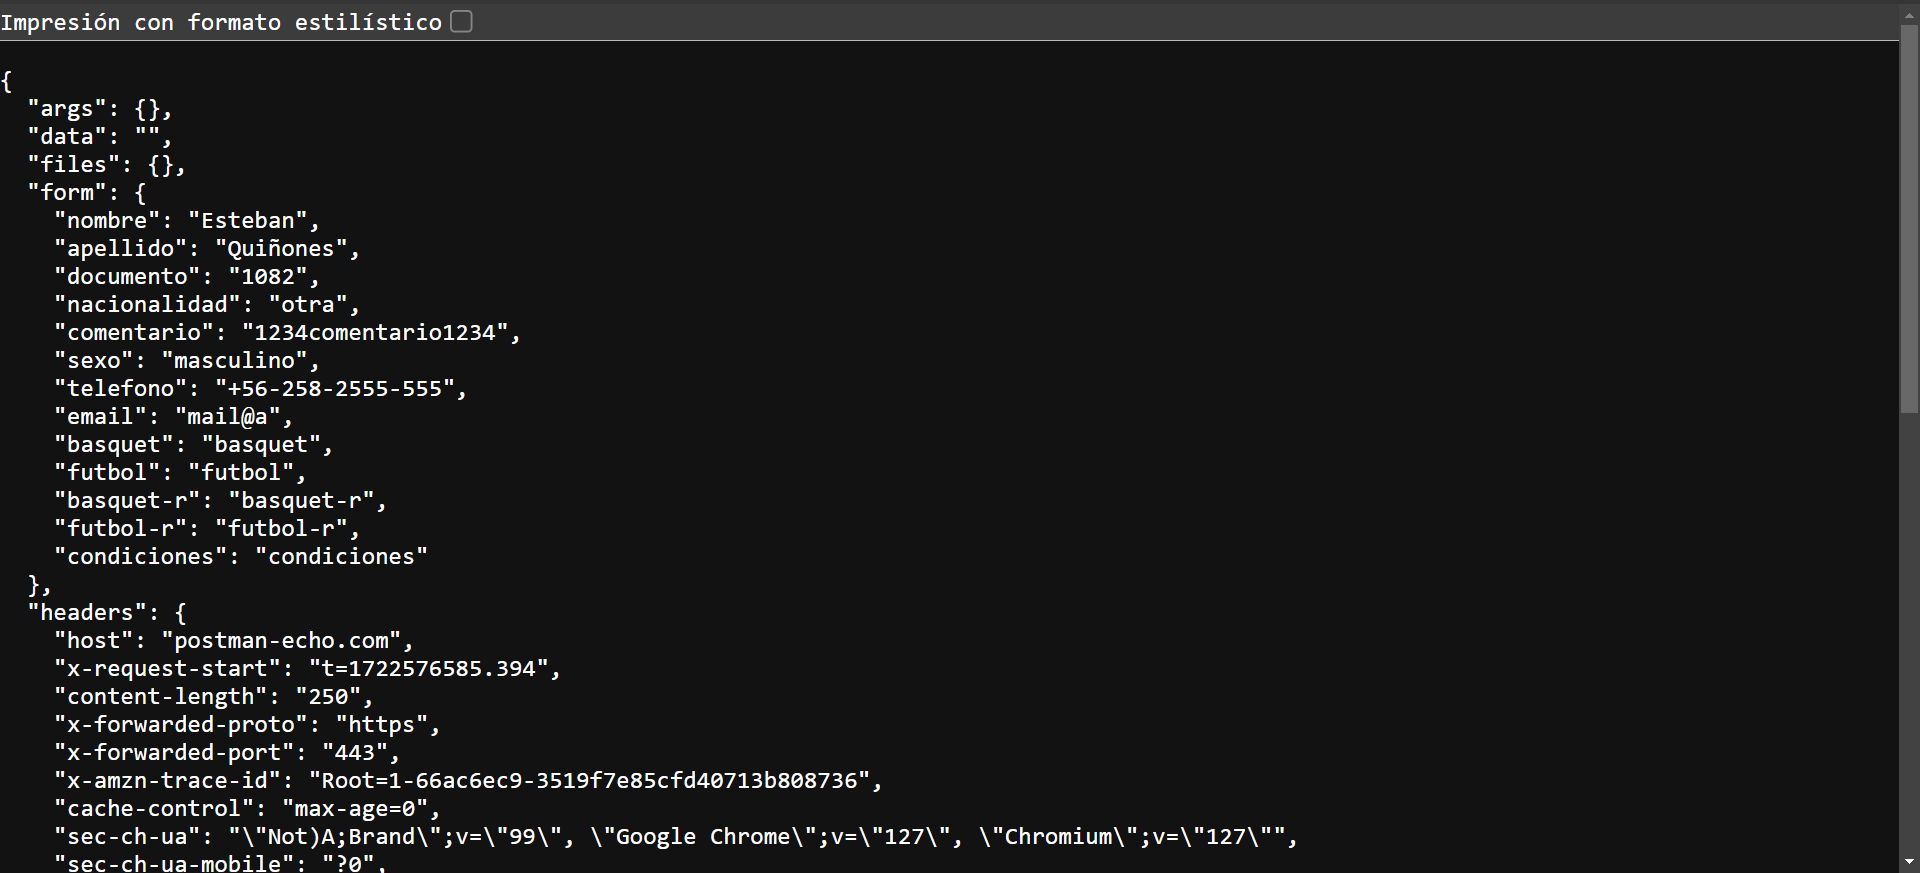 Impresión con formato estilístico
{
  "args": {},
  "data": "",
  "files": {},
  "form": {
    "nombre": "Esteban",
    "apellido": "Quiñones",
    "documento": "1082",
    "nacionalidad": "otra",
    "comentario": "1234comentario1234",
    "sexo": "masculino",
    "telefono": "+56-258-2555-555",
    "email": "mail@a",
    "basquet": "basquet",
    "futbol": "futbol",
    "basquet-r": "basquet-r",
    "futbol-r": "futbol-r",
    "condiciones": "condiciones"
  },
  "headers": {
    "host": "postman-echo.com",
    "x-request-start": "t=1722576585.394",
    "content-length": "250",
    "x-forwarded-proto": "https",
    "x-forwarded-port": "443",
    "x-amzn-trace-id": "Root=1-66ac6ec9-3519f7e85cfd40713b808736",
    "cache-control": "max-age=0",
    "sec-ch-ua": "\"Not)A;Brand\";v=\"99\", \"Google Chrome\";v=\"127\", \"Chromium\";v=\"127\"",
    "sec-ch-ua-mobile": "?0",